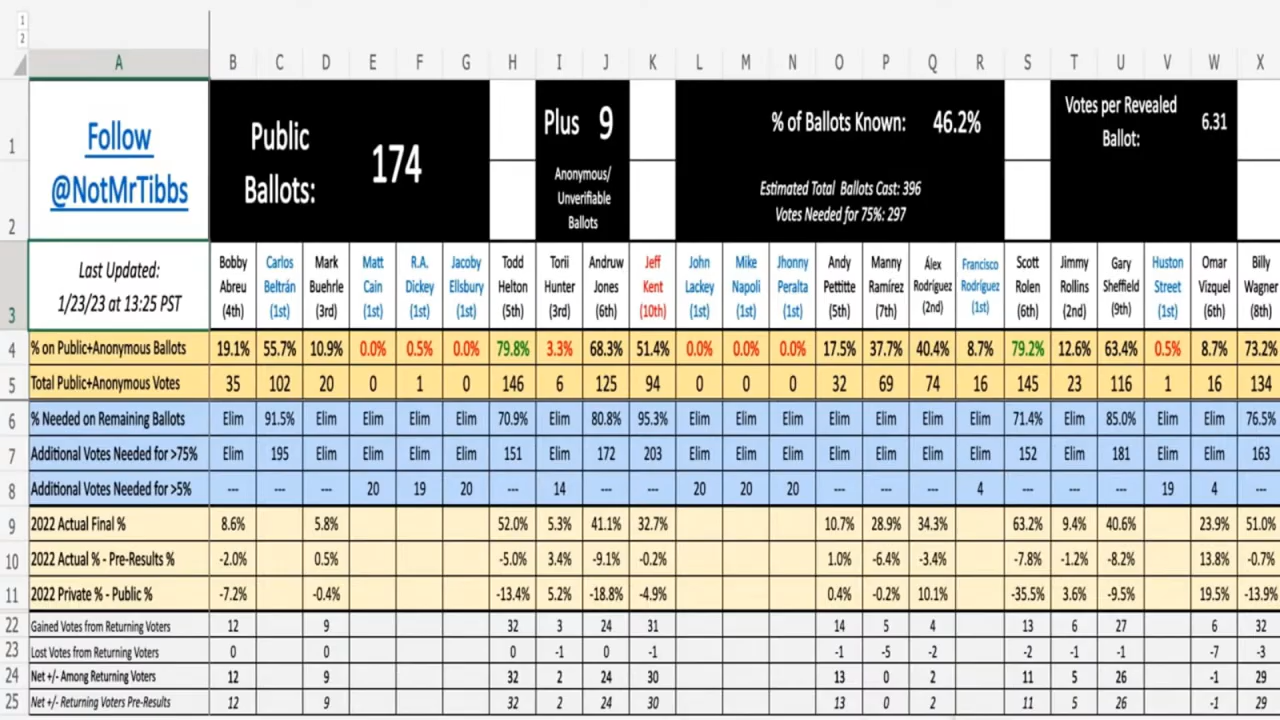 1
2
A B C D E F G H I J K L M N O P Q R S T U V W X
1
Follow
@NotMrTibbs
Public
Ballots:
174
Plus 9
Anonymous/
Unverifiable
Ballots
% of Ballots Known: 46.2%
Estimated Total Ballots Cast: 396
Votes Needed for 75%: 297
Votes per Revealed
Ballot:
6.31
2
3
Last Updated:
1/23/23 at 13:25 PST
Bobby Abreu (4th)
Carlos Beltrán (1st)
Mark Buehrle (3rd)
Matt Cain (1st)
R.A. Dickey (1st)
Jacoby Ellsbury (1st)
Todd Helton (5th)
Torii Hunter (3rd)
Andruw Jones (6th)
Jeff Kent (10th)
John Lackey (1st)
Mike Napoli (1st)
Jhonny Peralta (1st)
Andy Pettitte (5th)
Manny Ramírez (7th)
Álex Rodríguez (2nd)
Francisco Rodríguez (1st)
Scott Rolen (6th)
Jimmy Rollins (2nd)
Gary Sheffield (9th)
Huston Street (1st)
Omar Vizquel (6th)
Billy Wagner (8th)
4 % on Public+Anonymous Ballots 19.1% 55.7% 10.9% 0.0% 0.5% 0.0% 79.8% 3.3% 68.3% 51.4% 0.0% 0.0% 0.0% 17.5% 37.7% 40.4% 8.7% 79.2% 12.6% 63.4% 0.5% 8.7% 73.2%
5 Total Public+Anonymous Votes 35 102 20 0 1 0 146 6 125 94 0 0 0 32 69 74 16 145 23 116 1 16 134
6 % Needed on Remaining Ballots Elim 91.5% Elim Elim Elim Elim 70.9% Elim 80.8% 95.3% Elim Elim Elim Elim Elim Elim Elim 71.4% Elim 85.0% Elim Elim 76.5%
7 Additional Votes Needed for >75% Elim 195 Elim Elim Elim Elim 151 Elim 172 203 Elim Elim Elim Elim Elim Elim Elim 152 Elim 181 Elim Elim 163
8 Additional Votes Needed for >5% --- --- --- 20 19 20 --- 14 --- --- 20 20 20 --- --- --- 4 --- --- --- 19 4 ---
9 2022 Actual Final % 8.6% 5.8% 52.0% 5.3% 41.1% 32.7% 10.7% 28.9% 34.3% 63.2% 9.4% 40.6% 23.9% 51.0%
10 2022 Actual % - Pre-Results % -2.0% 0.5% -5.0% 3.4% -9.1% -0.2% 1.0% -6.4% -3.4% -7.8% -1.2% -8.2% 13.8% -0.7%
11 2022 Private % - Public % -7.2% -0.4% -13.4% 5.2% -18.8% -4.9% 0.4% -0.2% 10.1% -35.5% 3.6% -9.5% 19.5% -13.9%
22 Gained Votes from Returning Voters 12 9 32 3 24 31 14 5 4 13 6 27 6 32
23 Lost Votes from Returning Voters 0 0 0 -1 0 -1 -1 -5 -2 -2 -1 -1 -7 -3
24 Net +/- Among Returning Voters 12 9 32 2 24 30 13 0 2 11 5 26 -1 29
25 Net +/- Returning Voters Pre-Results 12 9 32 2 24 30 13 0 2 11 5 26 -1 29